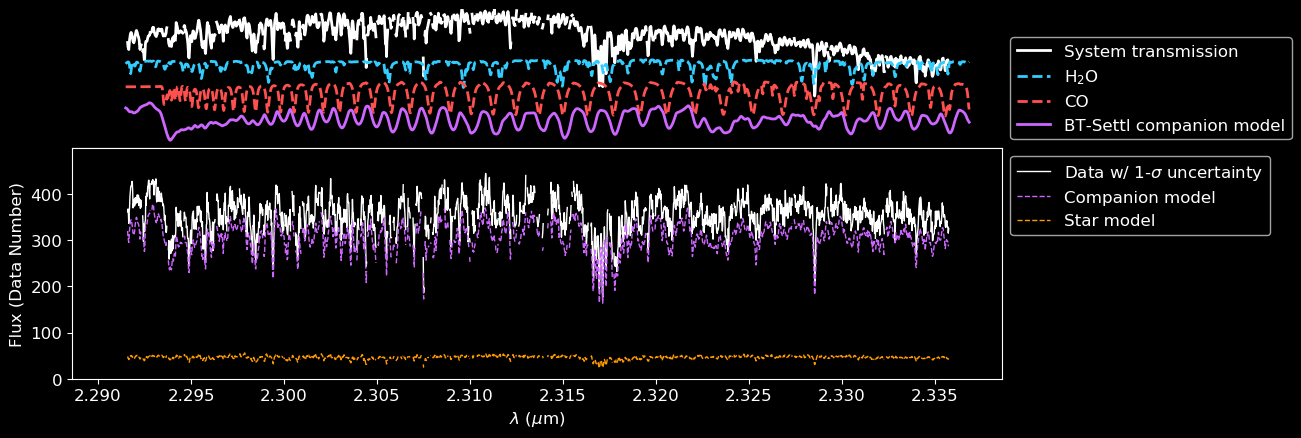 System transmission
H₂O
CO
BT-Settl companion model
Data w/ 1-σ uncertainty
Companion model
Star model
Flux (Data Number)
400
300
200
100
0
2.290 2.295 2.300 2.305 2.310 2.315 2.320 2.325 2.330 2.335
λ (μm)